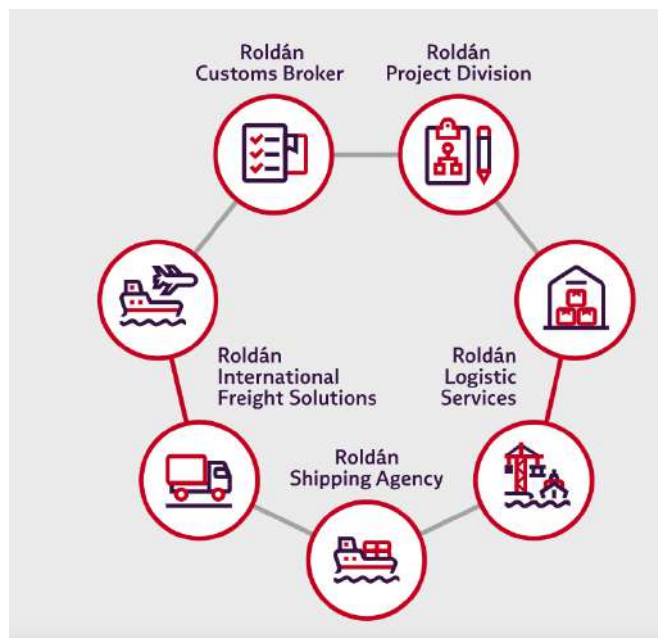 Roldán
Customs Broker
Roldán
Project Division
Roldán
International
Freight Solutions
Roldán
Logistic
Services
Roldán
Shipping Agency